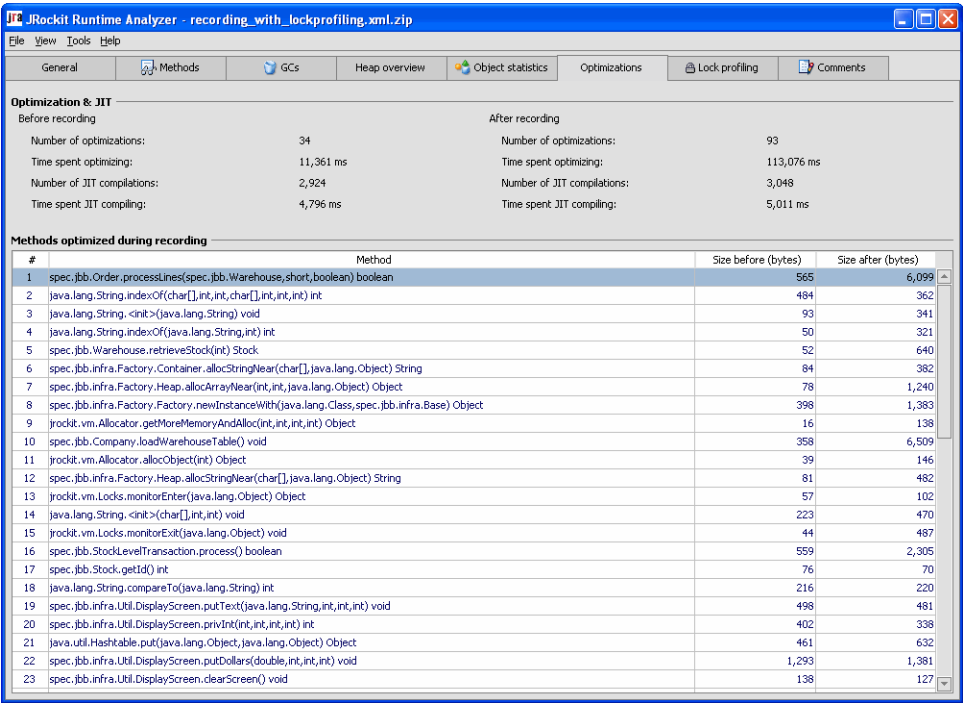 jra JRockit Runtime Analyzer - recording_with_lockprofiling.xml.zip
File View Tools Help
General Methods GCs Heap overview Object statistics Optimizations Lock profiling Comments
Optimization & JIT
Before recording After recording
Number of optimizations: 34 Number of optimizations: 93
Time spent optimizing: 11,361 ms Time spent optimizing: 113,076 ms
Number of JIT compilations: 2,924 Number of JIT compilations: 3,048
Time spent JIT compiling: 4,796 ms Time spent JIT compiling: 5,011 ms
Methods optimized during recording
# Method Size before (bytes) Size after (bytes)
1 spec.jbb.Order.processLines(spec.jbb.Warehouse,short,boolean) boolean 565 6,099
2 java.lang.String.indexOf(char[],int,int,char[],int,int,int) int 484 362
3 java.lang.String.<init>(java.lang.String) void 93 341
4 java.lang.String.indexOf(java.lang.String,int) int 50 321
5 spec.jbb.Warehouse.retrieveStock(int) Stock 52 640
6 spec.jbb.infra.Factory.Container.allocStringNear(char[],java.lang.Object) String 84 382
7 spec.jbb.infra.Factory.Heap.allocArrayNear(int,int,java.lang.Object) Object 78 1,240
8 spec.jbb.infra.Factory.Factory.newInstanceWith(java.lang.Class,spec.jbb.infra.Base) Object 398 1,383
9 jrockit.vm.Allocator.getMoreMemoryAndAlloc(int,int,int,int) Object 16 138
10 spec.jbb.Company.loadWarehouseTable() void 358 6,509
11 jrockit.vm.Allocator.allocObject(int) Object 39 146
12 spec.jbb.infra.Factory.Heap.allocStringNear(char[],java.lang.Object) String 81 482
13 jrockit.vm.Locks.monitorEnter(java.lang.Object) Object 57 102
14 java.lang.String.<init>(char[],int,int) void 223 470
15 jrockit.vm.Locks.monitorExit(java.lang.Object) void 44 487
16 spec.jbb.StockLevelTransaction.process() boolean 559 2,305
17 spec.jbb.Stock.getId() int 76 70
18 java.lang.String.compareTo(java.lang.String) int 216 220
19 spec.jbb.infra.Util.DisplayScreen.putText(java.lang.String,int,int,int) void 498 481
20 spec.jbb.infra.Util.DisplayScreen.privInt(int,int,int,int) int 402 338
21 java.util.Hashtable.put(java.lang.Object,java.lang.Object) Object 461 632
22 spec.jbb.infra.Util.DisplayScreen.putDollars(double,int,int,int) void 1,293 1,381
23 spec.jbb.infra.Util.DisplayScreen.clearScreen() void 138 127